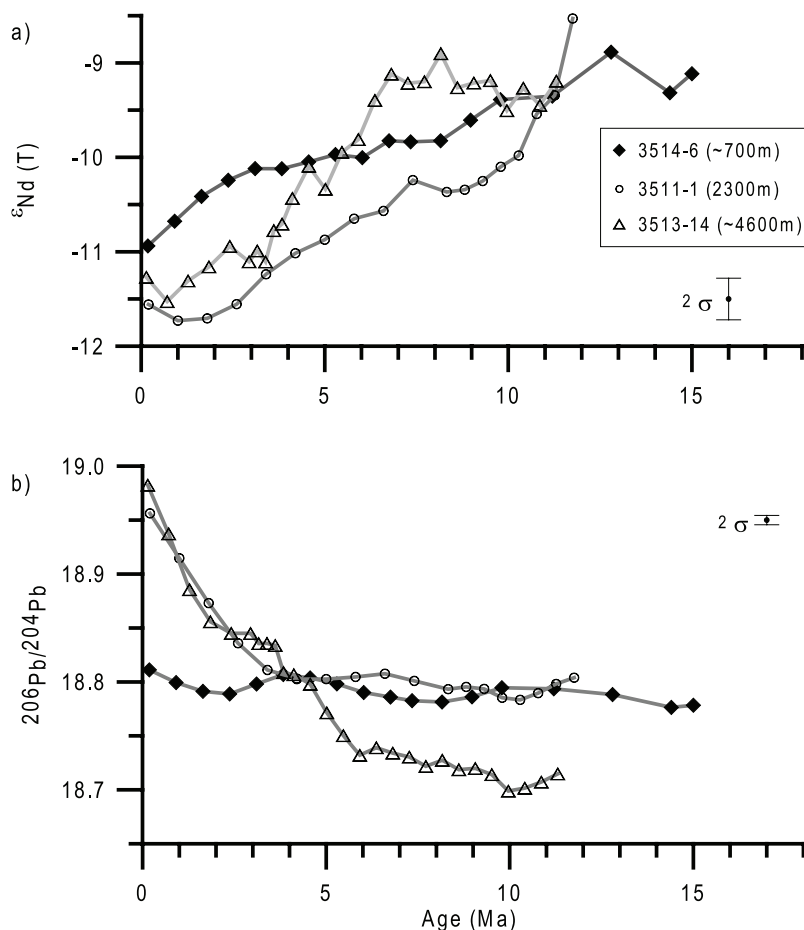 a)
-8
-9
-10
-11
-12
εNd (T)
3514-6 (~700m)
3511-1 (2300m)
3513-14 (~4600m)
2 σ
0
5
10
15
b)
19.0
18.9
18.8
18.7
206Pb/204Pb
2 σ
0
5
10
15
Age (Ma)